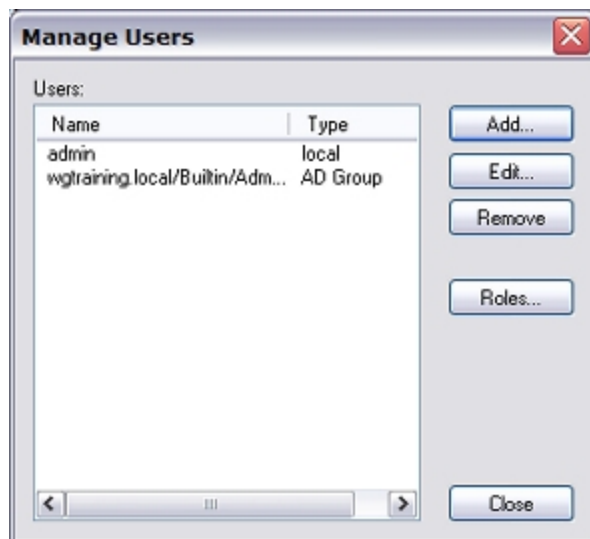 Manage Users
Users:
Name Type
admin local
wgtraining.local/Builtin/Adm... AD Group
Add...
Edit...
Remove
Roles...
Close